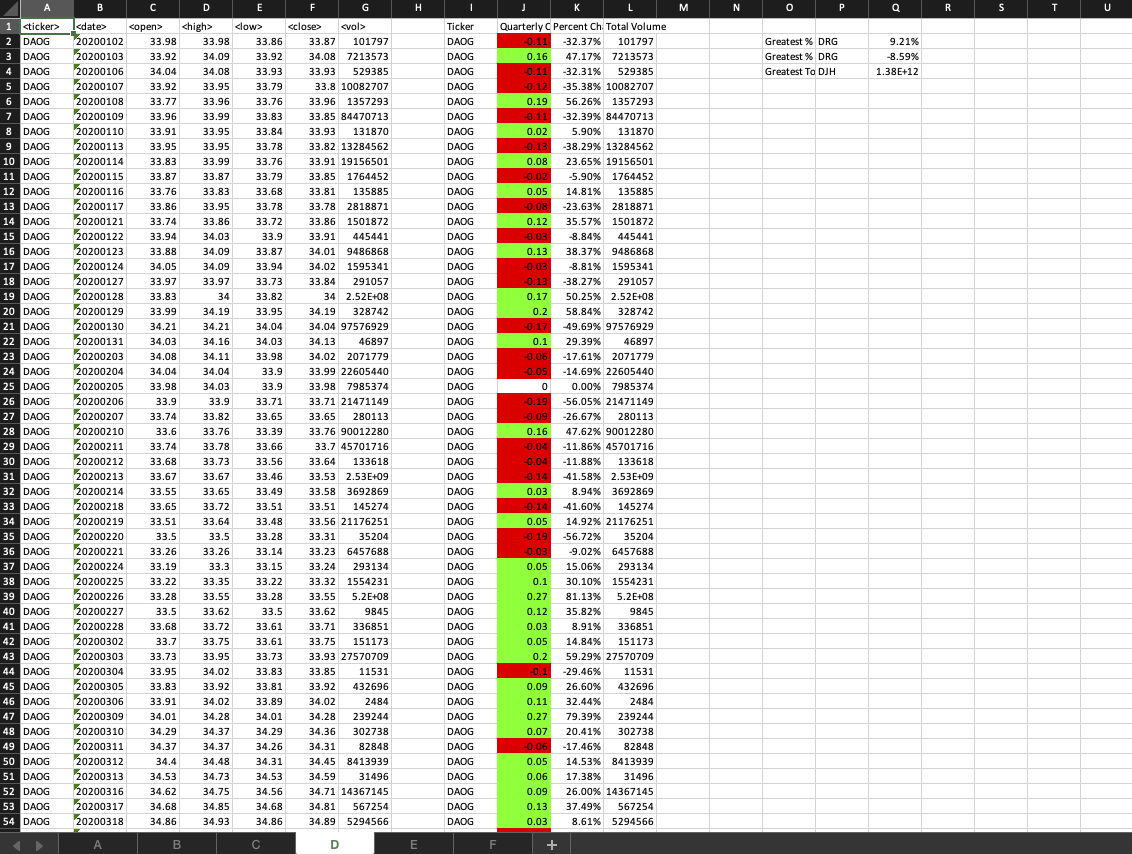 A B C D E F G H I J K L M N O P Q R S T U
1 <ticker> <date> <open> <high> <low> <close> <vol> Ticker Quarterly C Percent Ch Total Volume
2 DAOG 20200102 33.98 33.98 33.86 33.87 101797 DAOG -0.11 -32.37% 101797 Greatest % DRG 9.21%
3 DAOG 20200103 33.92 34.09 33.92 34.08 7213573 DAOG 0.16 47.17% 7213573 Greatest % DRG -8.59%
4 DAOG 20200106 34.04 34.08 33.93 33.93 529385 DAOG -0.11 -32.31% 529385 Greatest To DJH 1.38E+12
5 DAOG 20200107 33.92 33.95 33.79 33.8 10082707 DAOG -0.12 -35.38% 10082707
6 DAOG 20200108 33.77 33.96 33.76 33.96 1357293 DAOG 0.19 56.26% 1357293
7 DAOG 20200109 33.96 33.99 33.83 33.85 84470713 DAOG -0.11 -32.39% 84470713
8 DAOG 20200110 33.91 33.95 33.84 33.93 131870 DAOG 0.02 5.90% 131870
9 DAOG 20200113 33.95 33.95 33.78 33.82 13284562 DAOG -0.13 -38.29% 13284562
10 DAOG 20200114 33.83 33.99 33.76 33.91 19156501 DAOG 0.08 23.65% 19156501
11 DAOG 20200115 33.87 33.87 33.79 33.85 1764452 DAOG -0.02 -5.90% 1764452
12 DAOG 20200116 33.76 33.83 33.68 33.81 135885 DAOG 0.05 14.81% 135885
13 DAOG 20200117 33.86 33.95 33.78 33.78 2818871 DAOG -0.08 -23.63% 2818871
14 DAOG 20200121 33.74 33.86 33.72 33.86 1501872 DAOG 0.12 35.57% 1501872
15 DAOG 20200122 33.94 34.03 33.9 33.91 445441 DAOG -0.03 -8.84% 445441
16 DAOG 20200123 33.88 34.09 33.87 34.01 9486868 DAOG 0.13 38.37% 9486868
17 DAOG 20200124 34.05 34.09 33.94 34.02 1595341 DAOG -0.03 -8.81% 1595341
18 DAOG 20200127 33.97 33.97 33.73 33.84 291057 DAOG -0.13 -38.27% 291057
19 DAOG 20200128 33.83 34 33.82 34 2.52E+08 DAOG 0.17 50.25% 2.52E+08
20 DAOG 20200129 33.99 34.19 33.95 34.19 328742 DAOG 0.2 58.84% 328742
21 DAOG 20200130 34.21 34.21 34.04 34.04 97576929 DAOG -0.17 -49.69% 97576929
22 DAOG 20200131 34.03 34.16 34.03 34.13 46897 DAOG 0.1 29.39% 46897
23 DAOG 20200203 34.08 34.11 33.98 34.02 2071779 DAOG -0.06 -17.61% 2071779
24 DAOG 20200204 34.04 34.04 33.9 33.99 22605440 DAOG -0.05 -14.69% 22605440
25 DAOG 20200205 33.98 34.03 33.9 33.98 7985374 DAOG 0 0.00% 7985374
26 DAOG 20200206 33.9 33.9 33.71 33.71 21471149 DAOG -0.19 -56.05% 21471149
27 DAOG 20200207 33.74 33.82 33.65 33.65 280113 DAOG -0.09 -26.67% 280113
28 DAOG 20200210 33.6 33.76 33.39 33.76 90012280 DAOG 0.16 47.62% 90012280
29 DAOG 20200211 33.74 33.78 33.66 33.7 45701716 DAOG -0.04 -11.86% 45701716
30 DAOG 20200212 33.68 33.73 33.56 33.64 133618 DAOG -0.04 -11.88% 133618
31 DAOG 20200213 33.67 33.67 33.46 33.53 2.53E+09 DAOG -0.14 -41.58% 2.53E+09
32 DAOG 20200214 33.55 33.65 33.49 33.58 3692869 DAOG 0.03 8.94% 3692869
33 DAOG 20200218 33.65 33.72 33.51 33.51 145274 DAOG -0.14 -41.60% 145274
34 DAOG 20200219 33.51 33.64 33.48 33.56 21176251 DAOG 0.05 14.92% 21176251
35 DAOG 20200220 33.5 33.5 33.28 33.31 35204 DAOG -0.19 -56.72% 35204
36 DAOG 20200221 33.26 33.26 33.14 33.23 6457688 DAOG -0.03 -9.02% 6457688
37 DAOG 20200224 33.19 33.3 33.15 33.24 293134 DAOG 0.05 15.06% 293134
38 DAOG 20200225 33.22 33.35 33.22 33.32 1554231 DAOG 0.1 30.10% 1554231
39 DAOG 20200226 33.28 33.55 33.28 33.55 5.2E+08 DAOG 0.27 81.13% 5.2E+08
40 DAOG 20200227 33.5 33.62 33.5 33.62 9845 DAOG 0.12 35.82% 9845
41 DAOG 20200228 33.68 33.72 33.61 33.71 336851 DAOG 0.03 8.91% 336851
42 DAOG 20200302 33.7 33.75 33.61 33.75 151173 DAOG 0.05 14.84% 151173
43 DAOG 20200303 33.73 33.95 33.73 33.93 27570709 DAOG 0.2 59.29% 27570709
44 DAOG 20200304 33.95 34.02 33.83 33.85 11531 DAOG -0.1 -29.46% 11531
45 DAOG 20200305 33.83 33.92 33.81 33.92 432696 DAOG 0.09 26.60% 432696
46 DAOG 20200306 33.91 34.02 33.89 34.02 2484 DAOG 0.11 32.44% 2484
47 DAOG 20200309 34.01 34.28 34.01 34.28 239244 DAOG 0.27 79.39% 239244
48 DAOG 20200310 34.29 34.37 34.29 34.36 302738 DAOG 0.07 20.41% 302738
49 DAOG 20200311 34.37 34.37 34.26 34.31 82848 DAOG -0.06 -17.46% 82848
50 DAOG 20200312 34.4 34.48 34.31 34.45 8413939 DAOG 0.05 14.53% 8413939
51 DAOG 20200313 34.53 34.73 34.53 34.59 31496 DAOG 0.06 17.38% 31496
52 DAOG 20200316 34.62 34.75 34.56 34.71 14367145 DAOG 0.09 26.00% 14367145
53 DAOG 20200317 34.68 34.85 34.68 34.81 567254 DAOG 0.13 37.49% 567254
54 DAOG 20200318 34.86 34.93 34.86 34.89 5294566 DAOG 0.03 8.61% 5294566
A B C D E F +